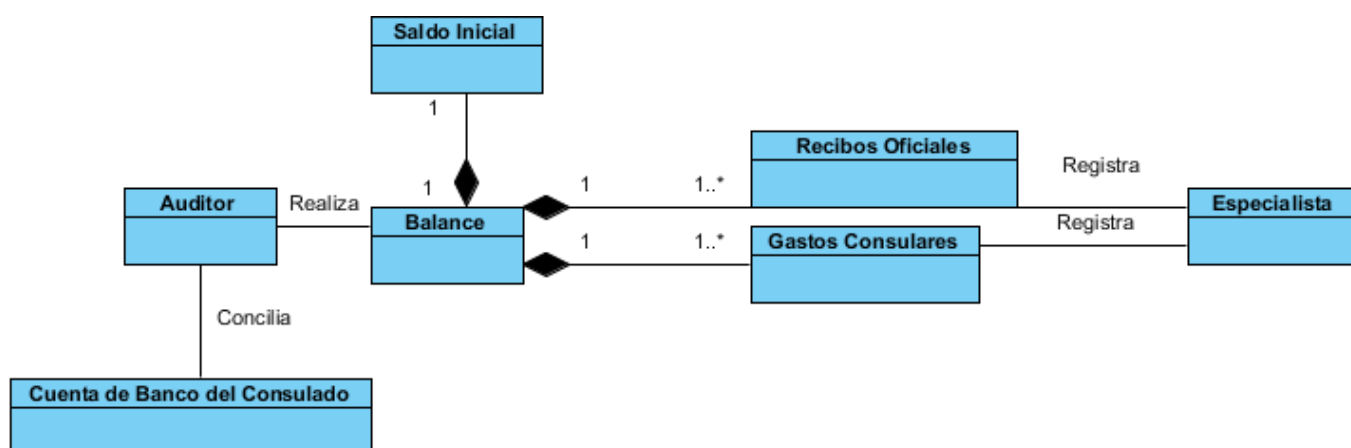 Saldo Inicial
1
1
Recibos Oficiales
Registra
1
1..*
Auditor
Realiza
Balance
Especialista
Registra
1
1..*
Gastos Consulares
Concilia
Cuenta de Banco del Consulado